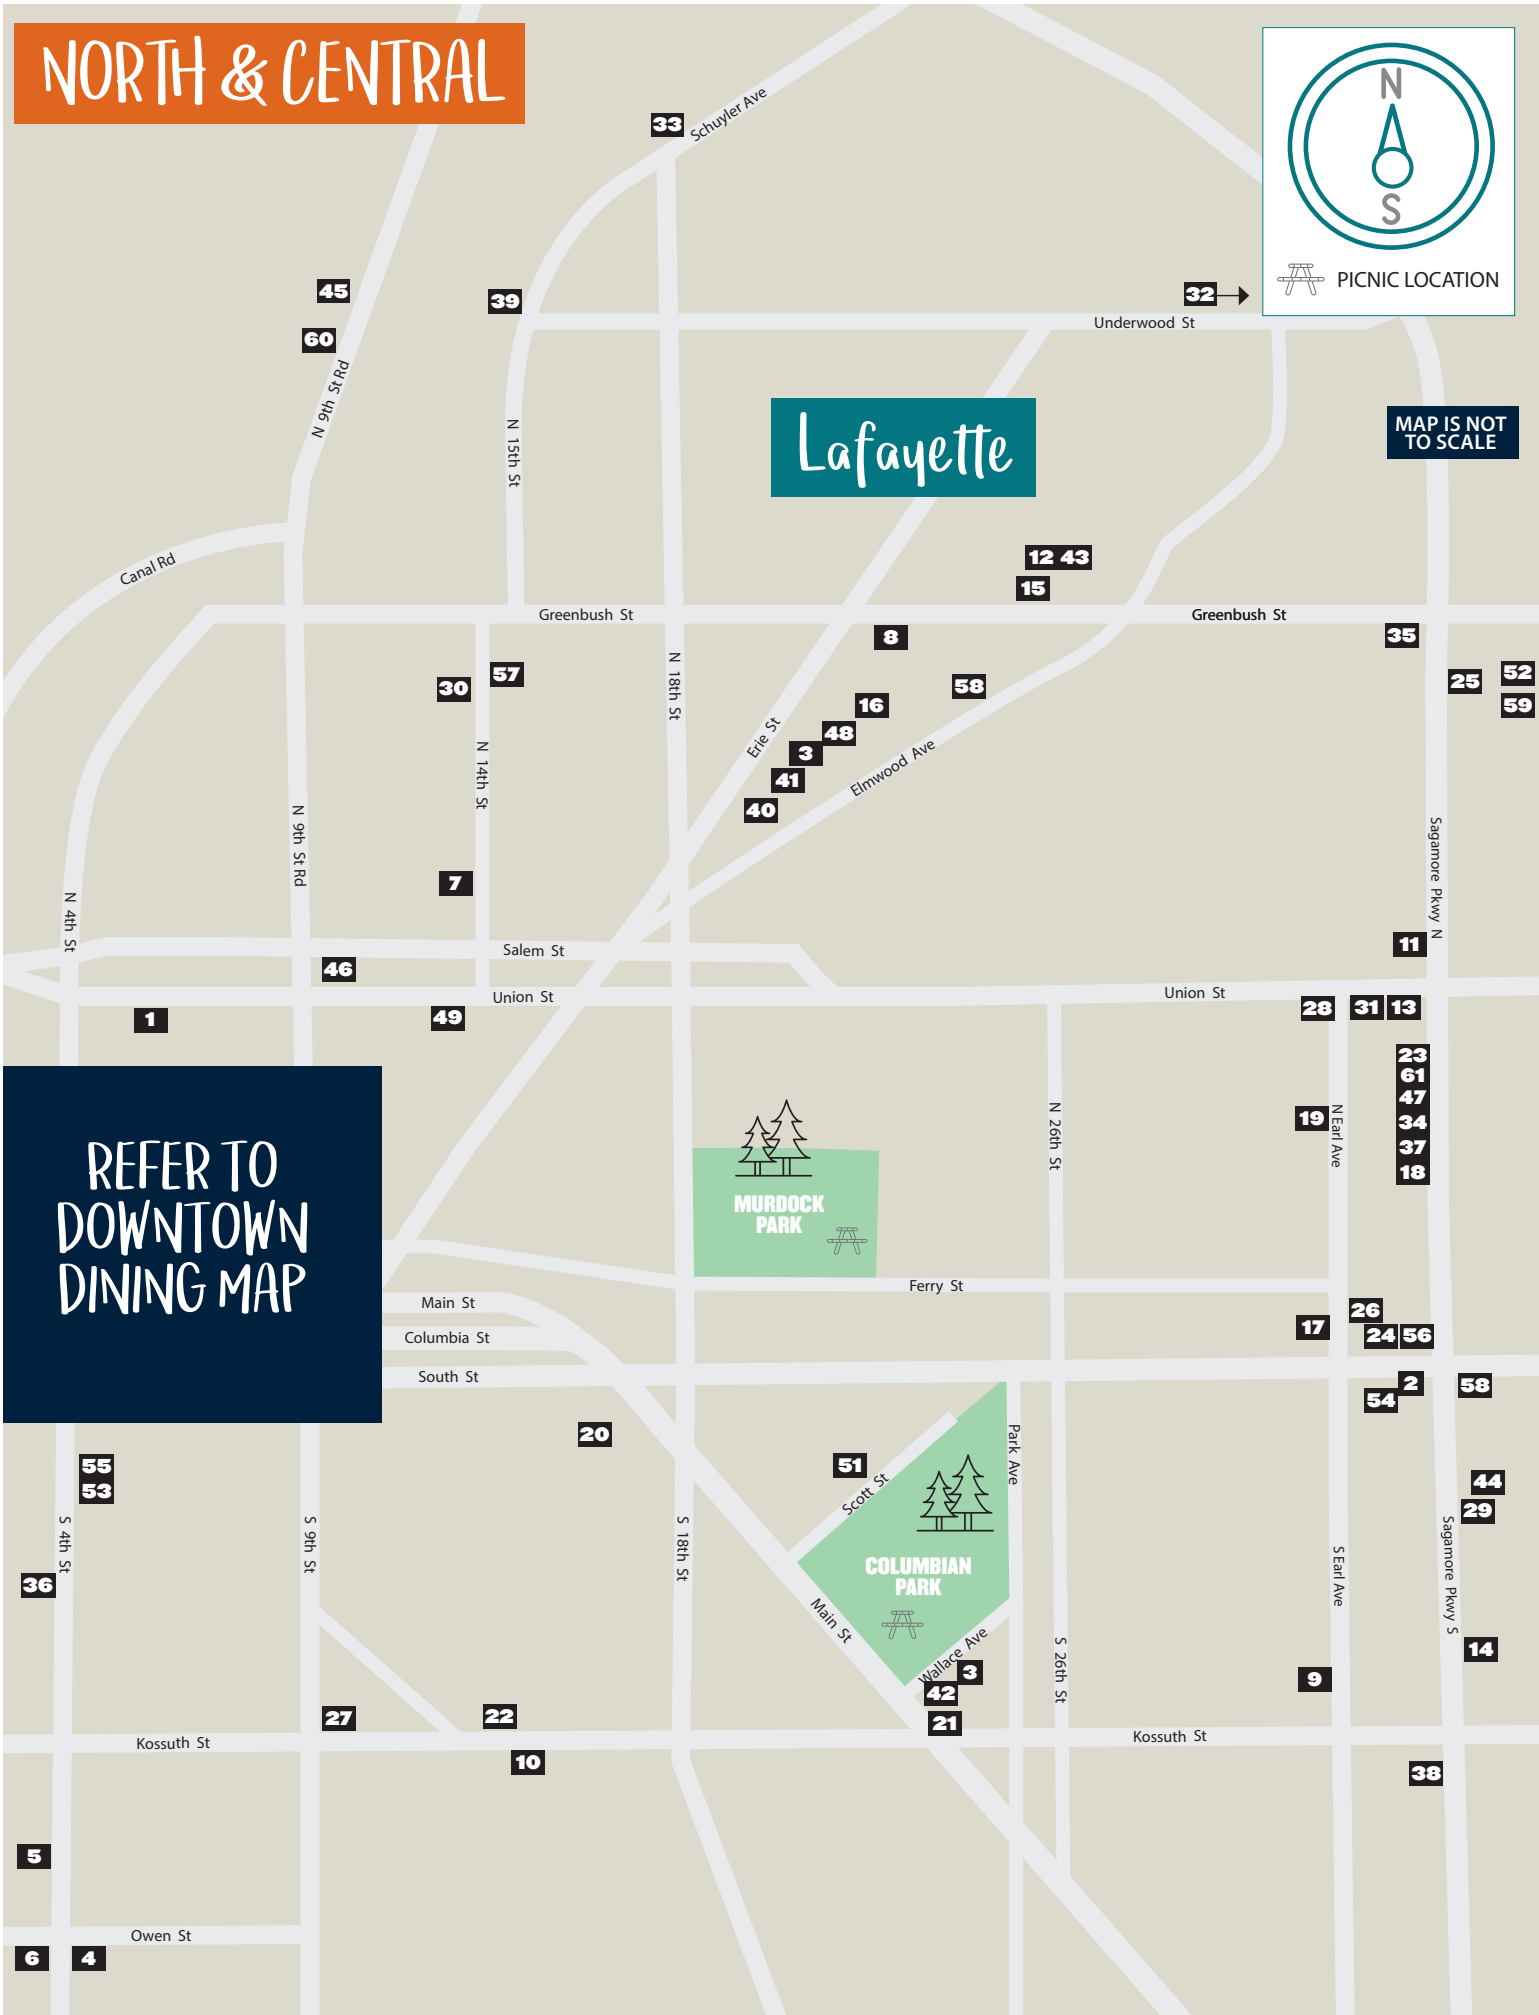 NORTH & CENTRAL
N
S
PICNIC LOCATION
33
Schuyler Ave
45
39
32
60
Underwood St
N 9th St Rd
Lafayette
MAP IS NOT
TO SCALE
N 15th St
Canal Rd
12 43
15
Greenbush St
Greenbush St
8
35
N 18th St
57
30
58
25
52
59
16
Erie St
48
3
41
40
Elmwood Ave
N 14th St
N 9th St Rd
Sagamore Pkwy N
7
N 4th St
11
Salem St
46
Union St
Union St
1
49
28
31 13
23
61
47
34
37
18
19
N Earl Ave
N 26th St
REFER TO
DOWNTOWN
DINING MAP
MURDOCK
PARK
Ferry St
Main St
26
17
24 56
Columbia St
South St
2
58
54
20
Park Ave
51
Scott St
55
53
44
29
S 4th St
S 9th St
S 18th St
S Earl Ave
Sagamore Pkwy S
36
COLUMBIAN
PARK
Main St
Wallace Ave
S 26th St
14
3
9
42
27
22
21
Kossuth St
Kossuth St
10
38
5
Owen St
6
4